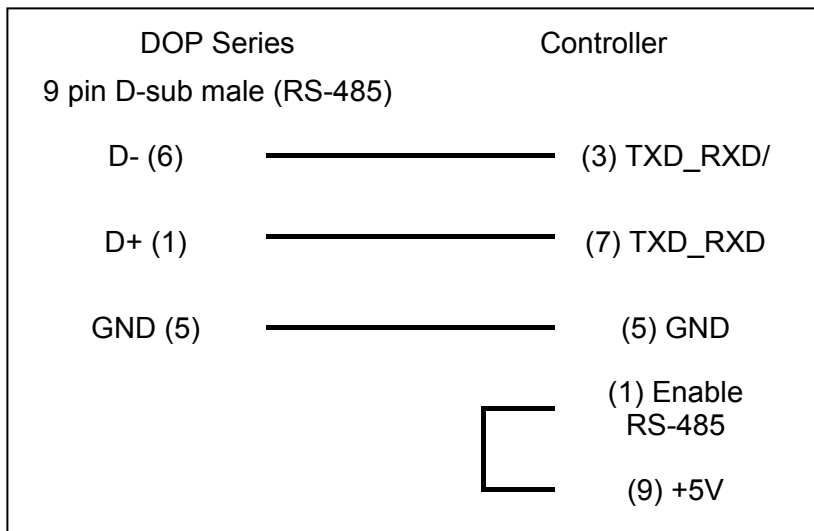 DOP Series Controller
9 pin D-sub male (RS-485)
D- (6) (3) TXD_RXD/
D+ (1) (7) TXD_RXD
GND (5) (5) GND
(1) Enable
RS-485
(9) +5V